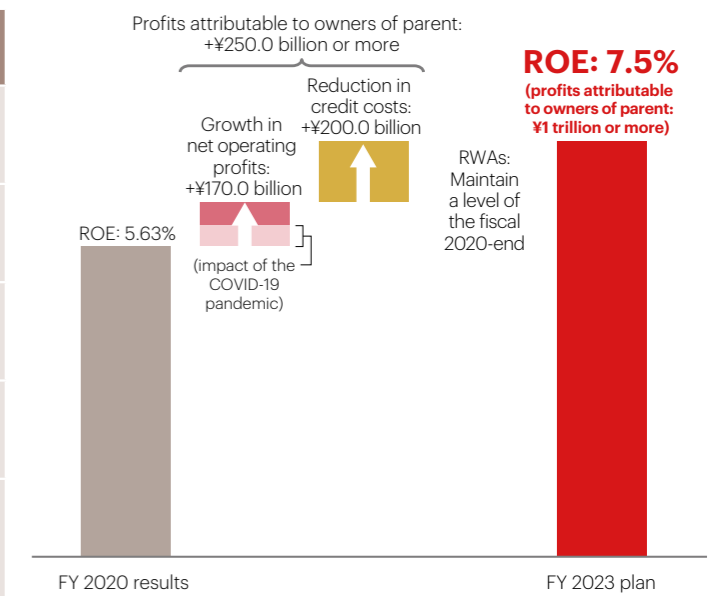 Profits attributable to owners of parent:
+¥250.0 billion or more
Reduction in
credit costs:
+¥200.0 billion
Growth in
net operating
profits:
+¥170.0 billion
ROE: 5.63%
(impact of the
COVID-19
pandemic)
RWAs:
Maintain
a level of
the fiscal
2020-end
ROE: 7.5%
(profits attributable
to owners of parent:
¥1 trillion or more)
FY 2020 results
FY 2023 plan